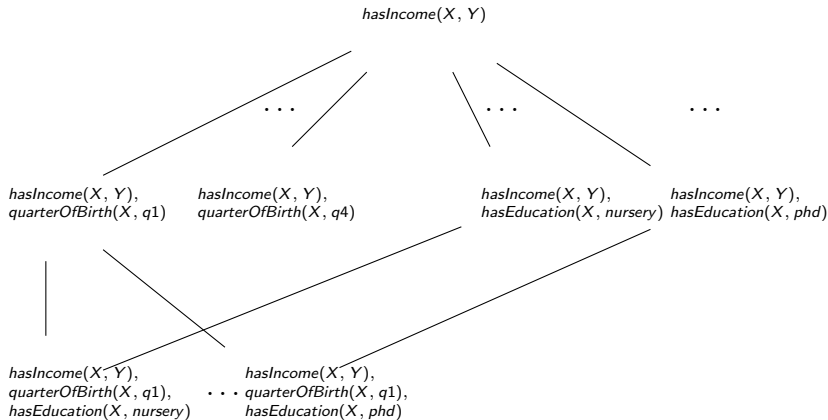 hasIncome(X, Y)
. . . . . . . . .
hasIncome(X, Y),
quarterOfBirth(X, q1)
hasIncome(X, Y),
quarterOfBirth(X, q4)
hasIncome(X, Y),
hasEducation(X, nursery)
hasIncome(X, Y),
hasEducation(X, phd)
hasIncome(X, Y),
quarterOfBirth(X, q1),
hasEducation(X, nursery)
. . .
hasIncome(X, Y),
quarterOfBirth(X, q1),
hasEducation(X, phd)